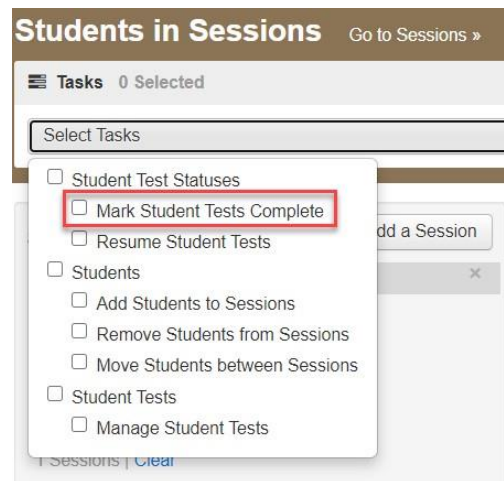 Students in Sessions Go to Sessions »
Tasks 0 Selected
Select Tasks
Student Test Statuses
Mark Student Tests Complete
Resume Student Tests
dd a Session
Students
Add Students to Sessions
Remove Students from Sessions
Move Students between Sessions
Student Tests
Manage Student Tests
1 Sessions | Clear